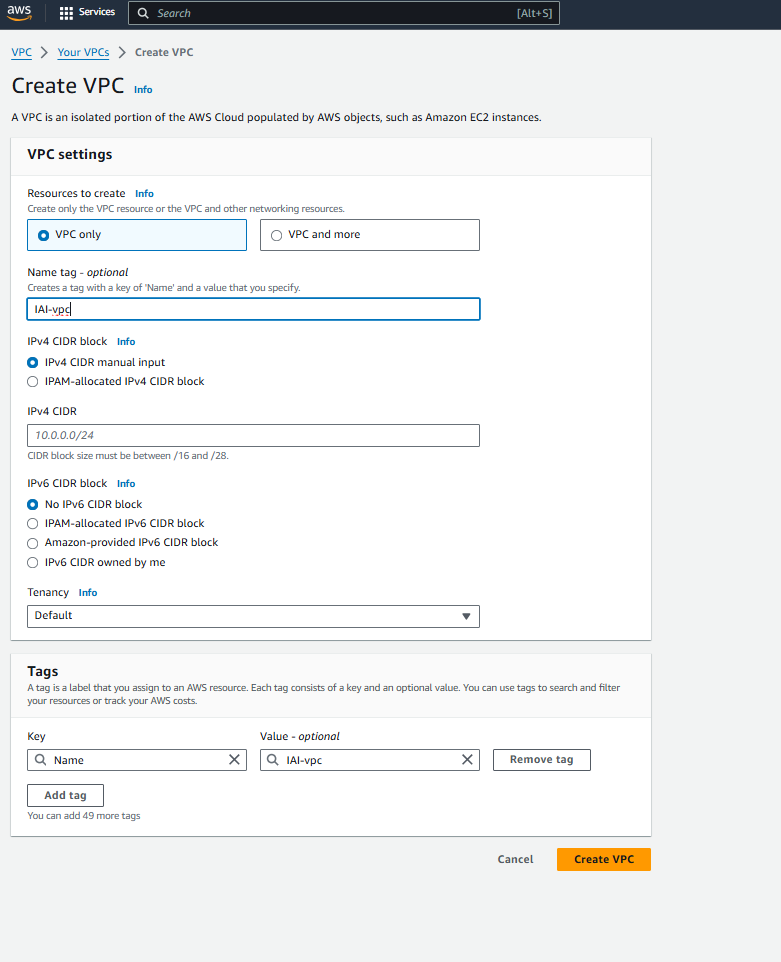 aws
Services
Search [Alt+S]
VPC > Your VPCs > Create VPC
Create VPC Info
A VPC is an isolated portion of the AWS Cloud populated by AWS objects, such as Amazon EC2 instances.
VPC settings
Resources to create Info
Create only the VPC resource or the VPC and other networking resources.
VPC only
VPC and more
Name tag - optional
Creates a tag with a key of 'Name' and a value that you specify.
IAI-vpc
IPv4 CIDR block Info
IPv4 CIDR manual input
IPAM-allocated IPv4 CIDR block
IPv4 CIDR
10.0.0.0/24
CIDR block size must be between /16 and /28.
IPv6 CIDR block Info
No IPv6 CIDR block
IPAM-allocated IPv6 CIDR block
Amazon-provided IPv6 CIDR block
IPv6 CIDR owned by me
Tenancy Info
Default
Tags
A tag is a label that you assign to an AWS resource. Each tag consists of a key and an optional value. You can use tags to search and filter
your resources or track your AWS costs.
Key
Value - optional
Name
IAI-vpc
Remove tag
Add tag
You can add 49 more tags
Cancel
Create VPC